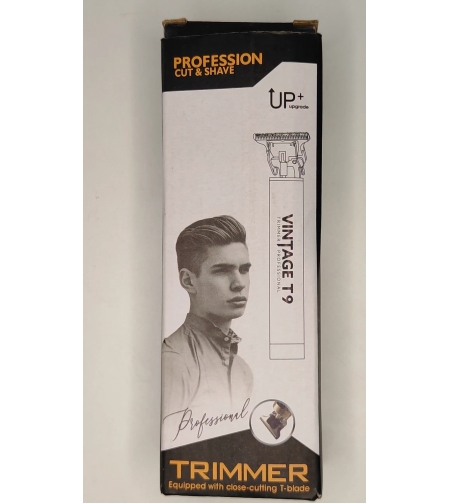 PROFESSION
CUT & SHAVE
UP+
upgrade
VINTAGE T9
TRIMMER PROFESSIONAL
Professional
TRIMMER
Equipped with close-cutting T-blade